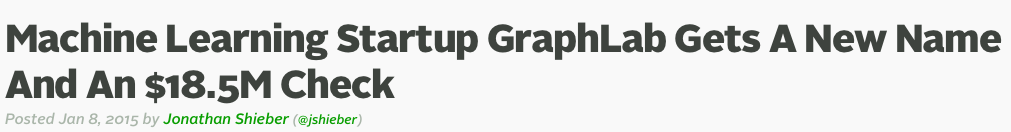 Machine Learning Startup GraphLab Gets A New Name
And An $18.5M Check
Posted Jan 8, 2015 by Jonathan Shieber (@jshieber)